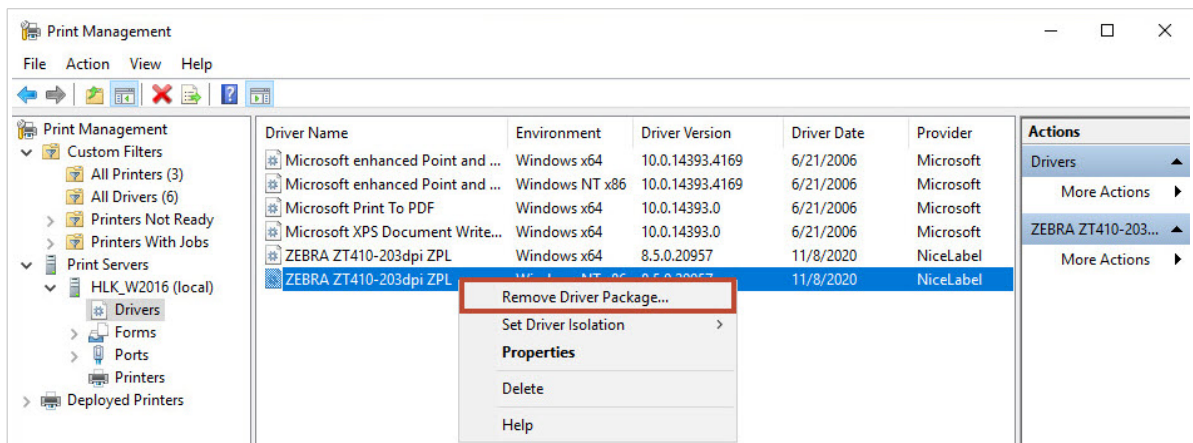 Print Management
File Action View Help
Print Management
Custom Filters
All Printers (3)
All Drivers (6)
Printers Not Ready
Printers With Jobs
Print Servers
HLK_W2016 (local)
Drivers
Forms
Ports
Printers
Deployed Printers
Driver Name Environment Driver Version Driver Date Provider
Microsoft enhanced Point and ... Windows x64 10.0.14393.4169 6/21/2006 Microsoft
Microsoft enhanced Point and ... Windows NT x86 10.0.14393.4169 6/21/2006 Microsoft
Microsoft Print To PDF Windows x64 10.0.14393.0 6/21/2006 Microsoft
Microsoft XPS Document Write... Windows x64 10.0.14393.0 6/21/2006 Microsoft
ZEBRA ZT410-203dpi ZPL Windows x64 8.5.0.20957 11/8/2020 NiceLabel
ZEBRA ZT410-203dpi ZPL Windows NT x86 8.5.0.20957 11/8/2020 NiceLabel
Remove Driver Package...
Set Driver Isolation
Properties
Delete
Help
Actions
Drivers
More Actions
ZEBRA ZT410-203...
More Actions